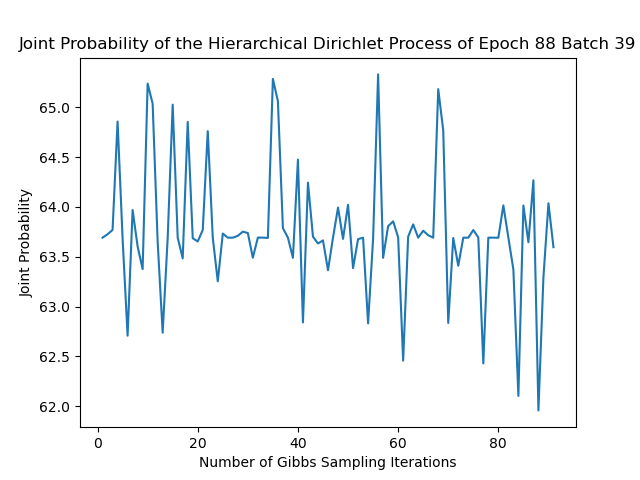 Joint Probability of the Hierarchical Dirichlet Process of Epoch 88 Batch 39
65.0
64.5
64.0
63.5
63.0
62.5
62.0
Joint Probability
0 20 40 60 80
Number of Gibbs Sampling Iterations